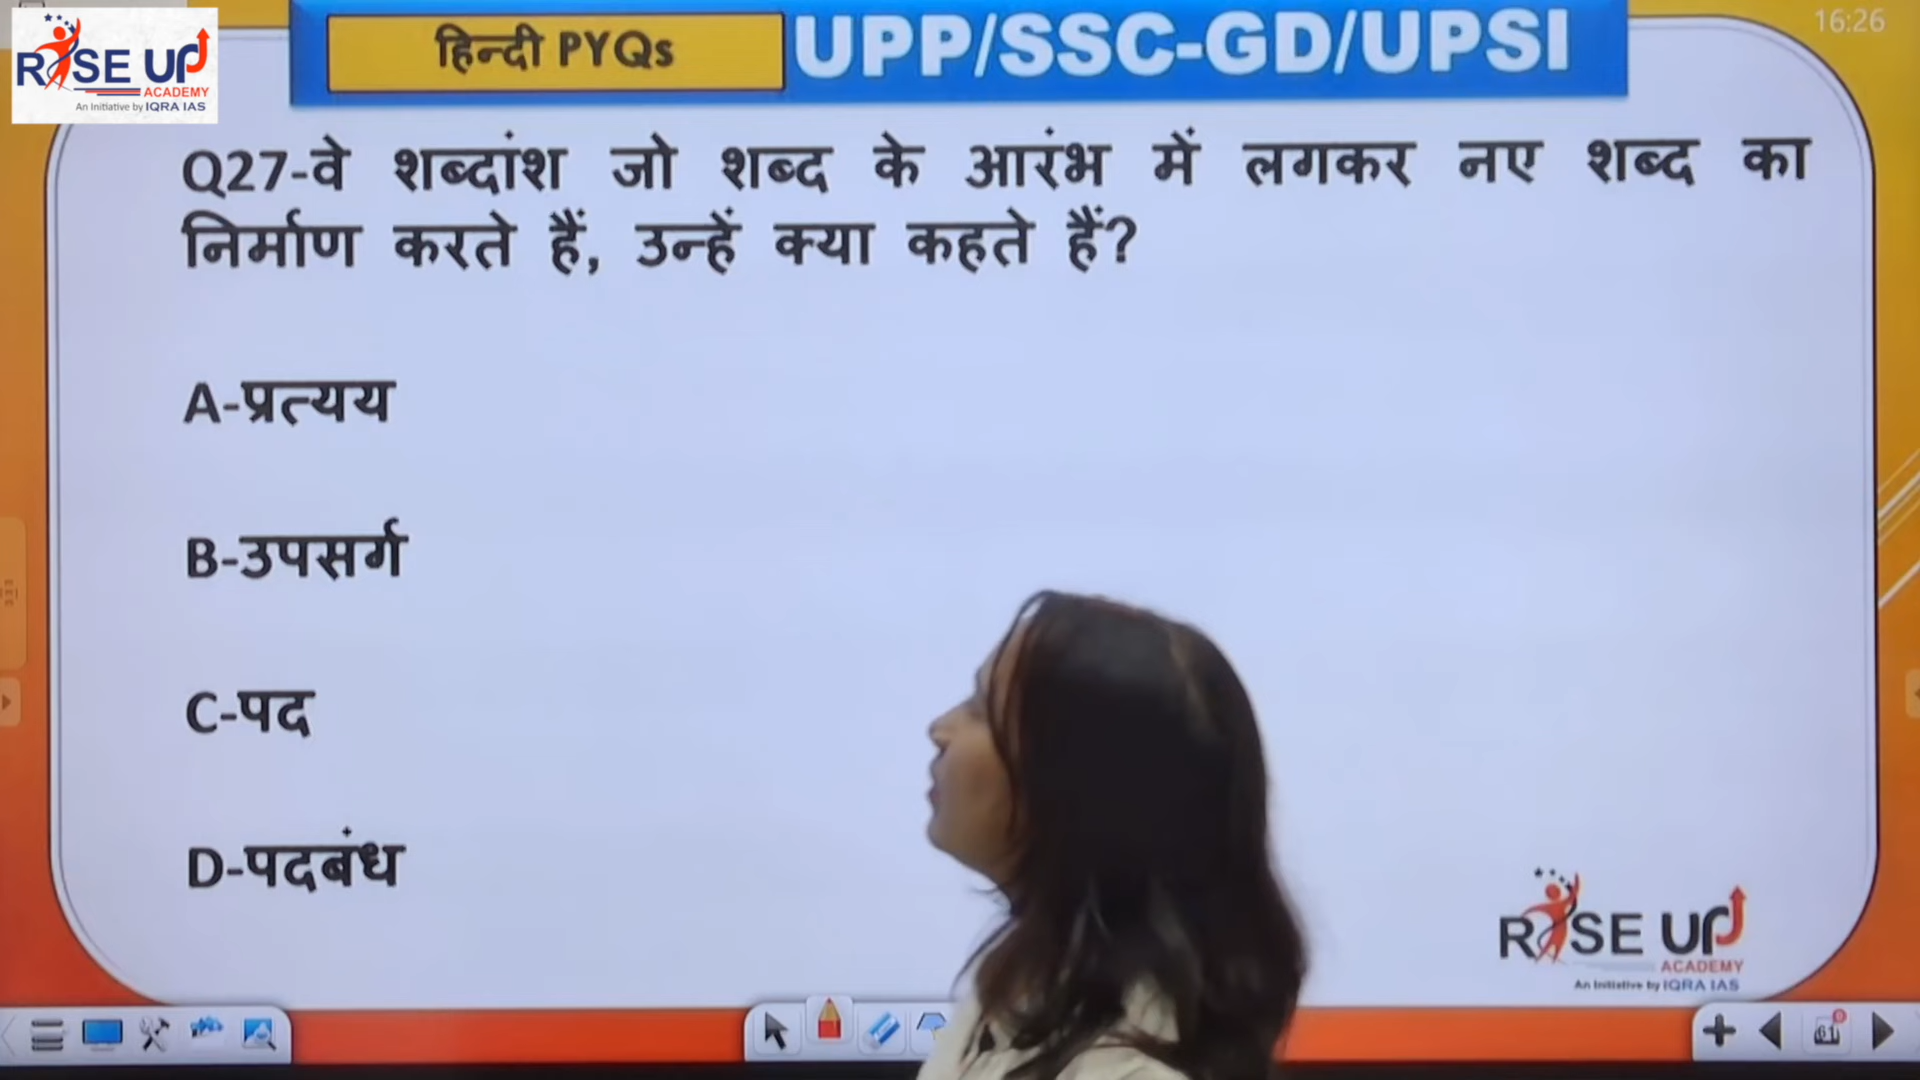 RISE UP
ACADEMY
An Initiative by IQRA IAS
हिन्दी PYQs
UPP/SSC-GD/UPSI
16:26
Q27-वे शब्दांश जो शब्द के आरंभ में लगकर नए शब्द का
निर्माण करते हैं, उन्हें क्या कहते हैं?
A-प्रत्यय
B-उपसर्ग
C-पद
D-पदबंध
RISE UP
ACADEMY
An Initiative by IQRA IAS
61